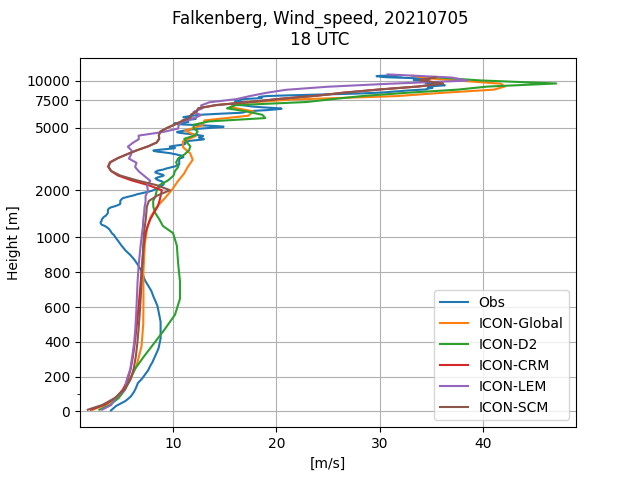 Falkenberg, Wind_speed, 20210705
18 UTC
Height [m]
10000
7500
5000
2000
1000
800
600
400
200
0
10
20
30
40
[m/s]
Obs
ICON-Global
ICON-D2
ICON-CRM
ICON-LEM
ICON-SCM